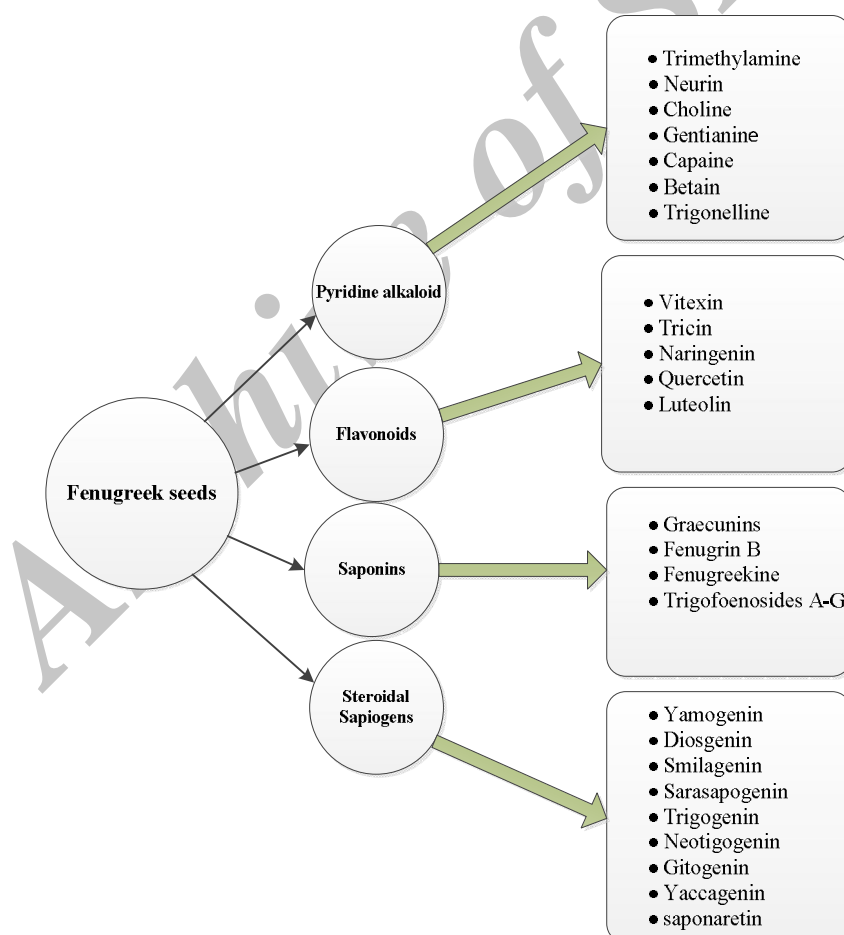 Fenugreek seeds
Pyridine alkaloid
• Trimethylamine
• Neurin
• Choline
• Gentianine
• Capaine
• Betain
• Trigonelline
Flavonoids
• Vitexin
• Tricin
• Naringenin
• Quercetin
• Luteolin
Saponins
• Graecunins
• Fenugrin B
• Fenugreekine
• Trigofoenosides A-G
Steroidal
Sapiogens
• Yamogenin
• Diosgenin
• Smilagenin
• Sarasapogenin
• Trigogenin
• Neotigogenin
• Gitogenin
• Yaccagenin
• saponaretin